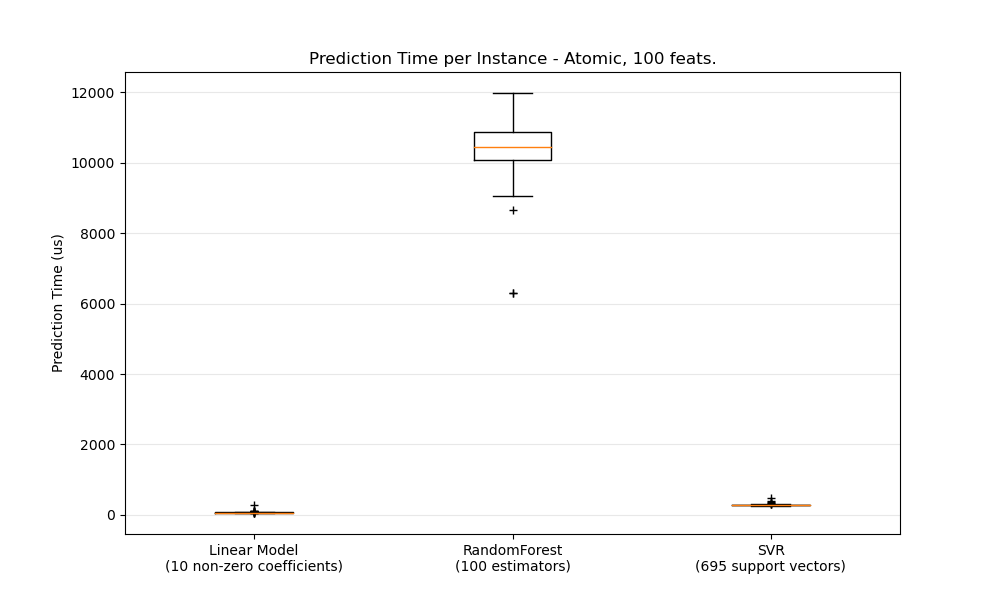 Prediction Time per Instance - Atomic, 100 feats.
Prediction Time (us)
12000
10000
8000
6000
4000
2000
0
Linear Model
(10 non-zero coefficients)
RandomForest
(100 estimators)
SVR
(695 support vectors)